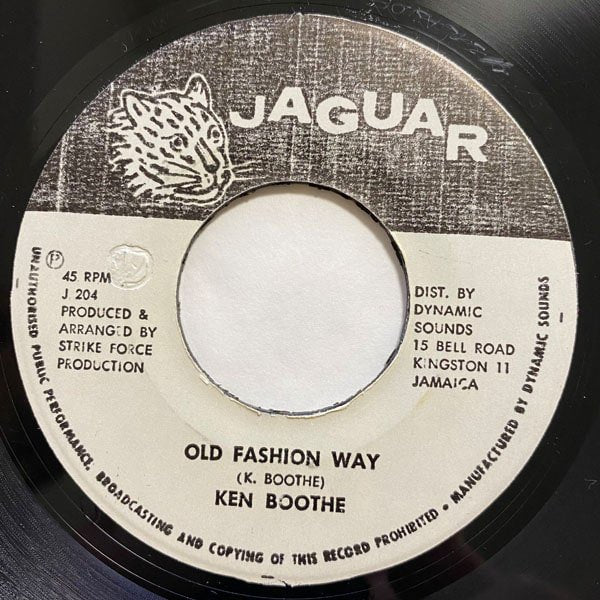 JAGUAR
45 RPM
J 204
PRODUCED &
ARRANGED BY
STRIKE FORCE
PRODUCTION
DIST. BY
DYNAMIC
SOUNDS
15 BELL ROAD
KINGSTON 11
JAMAICA
OLD FASHION WAY
(K. BOOTHE)
KEN BOOTHE
℗ UNAUTHORISED PUBLIC PERFORMANCE, BROADCASTING AND COPYING OF THIS RECORD PROHIBITED • MANUFACTURED BY DYNAMIC SOUNDS